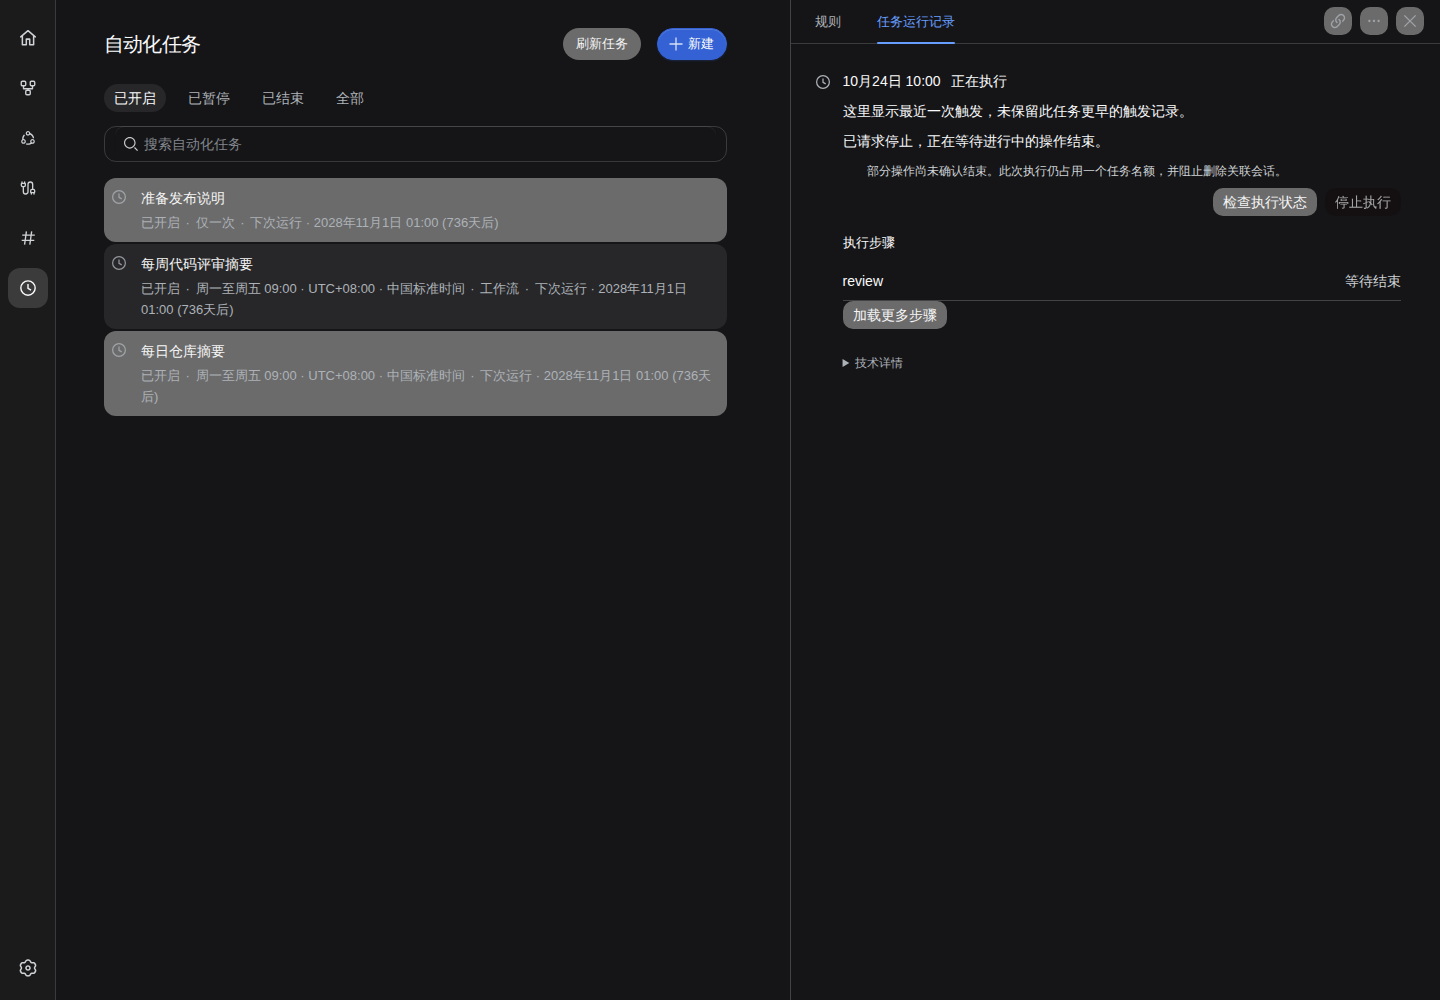 自动化任务
刷新任务
新建
已开启
已暂停
已结束
全部
搜索自动化任务
准备发布说明
已开启 · 仅一次 · 下次运行 · 2028年11月1日 01:00 (736天后)
每周代码评审摘要
已开启 · 周一至周五 09:00 · UTC+08:00 · 中国标准时间 · 工作流 · 下次运行 · 2028年11月1日
01:00 (736天后)
每日仓库摘要
已开启 · 周一至周五 09:00 · UTC+08:00 · 中国标准时间 · 下次运行 · 2028年11月1日 01:00 (736天
后)
规则
任务运行记录
10月24日 10:00 正在执行
这里显示最近一次触发，未保留此任务更早的触发记录。
已请求停止，正在等待进行中的操作结束。
部分操作尚未确认结束。此次执行仍占用一个任务名额，并阻止删除关联会话。
检查执行状态
停止执行
执行步骤
review 等待结束
加载更多步骤
技术详情